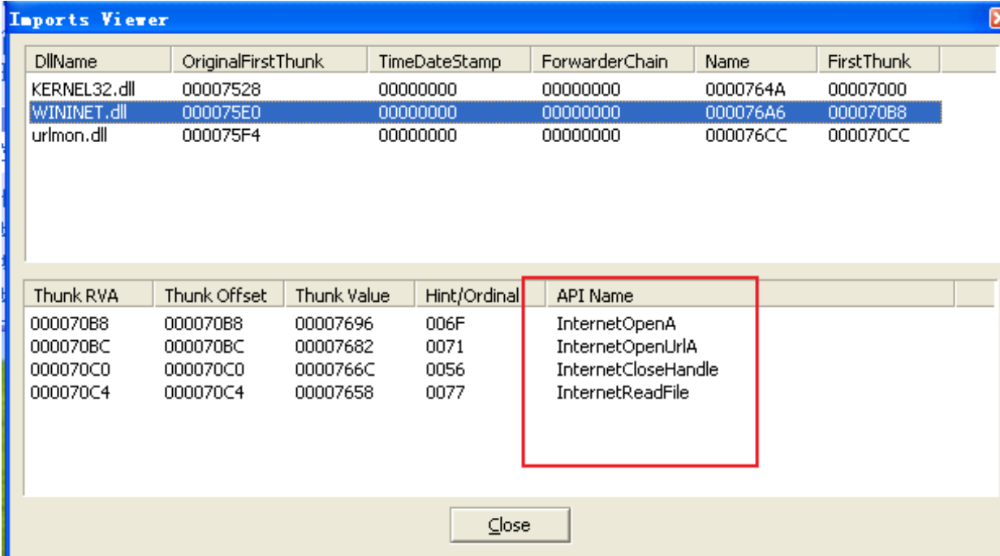 Imports Viewer
DllName OriginalFirstThunk TimeDateStamp ForwarderChain Name FirstThunk
KERNEL32.dll 00007528 00000000 00000000 0000764A 00007000
WININET.dll 000075E0 00000000 00000000 000076A6 000070B8
urlmon.dll 000075F4 00000000 00000000 000076CC 000070CC
Thunk RVA Thunk Offset Thunk Value Hint/Ordinal API Name
000070B8 000070B8 00007696 006F InternetOpenA
000070BC 000070BC 00007682 0071 InternetOpenUrlA
000070C0 000070C0 0000766C 0056 InternetCloseHandle
000070C4 000070C4 00007658 0077 InternetReadFile
Close